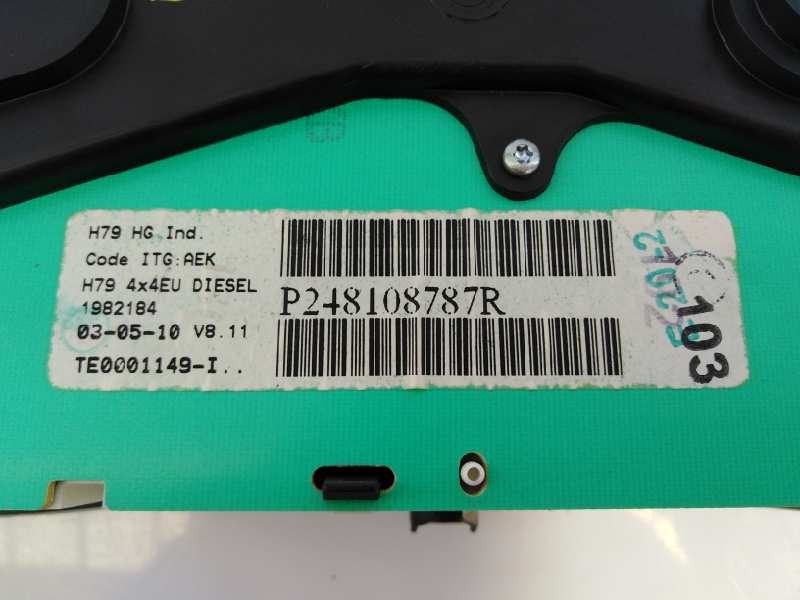 H79 HG Ind.
Code ITG:AEK
H79 4x4EU DIESEL
1982184
03-05-10 V8.11
TE0001149-I..
P248108787R
103